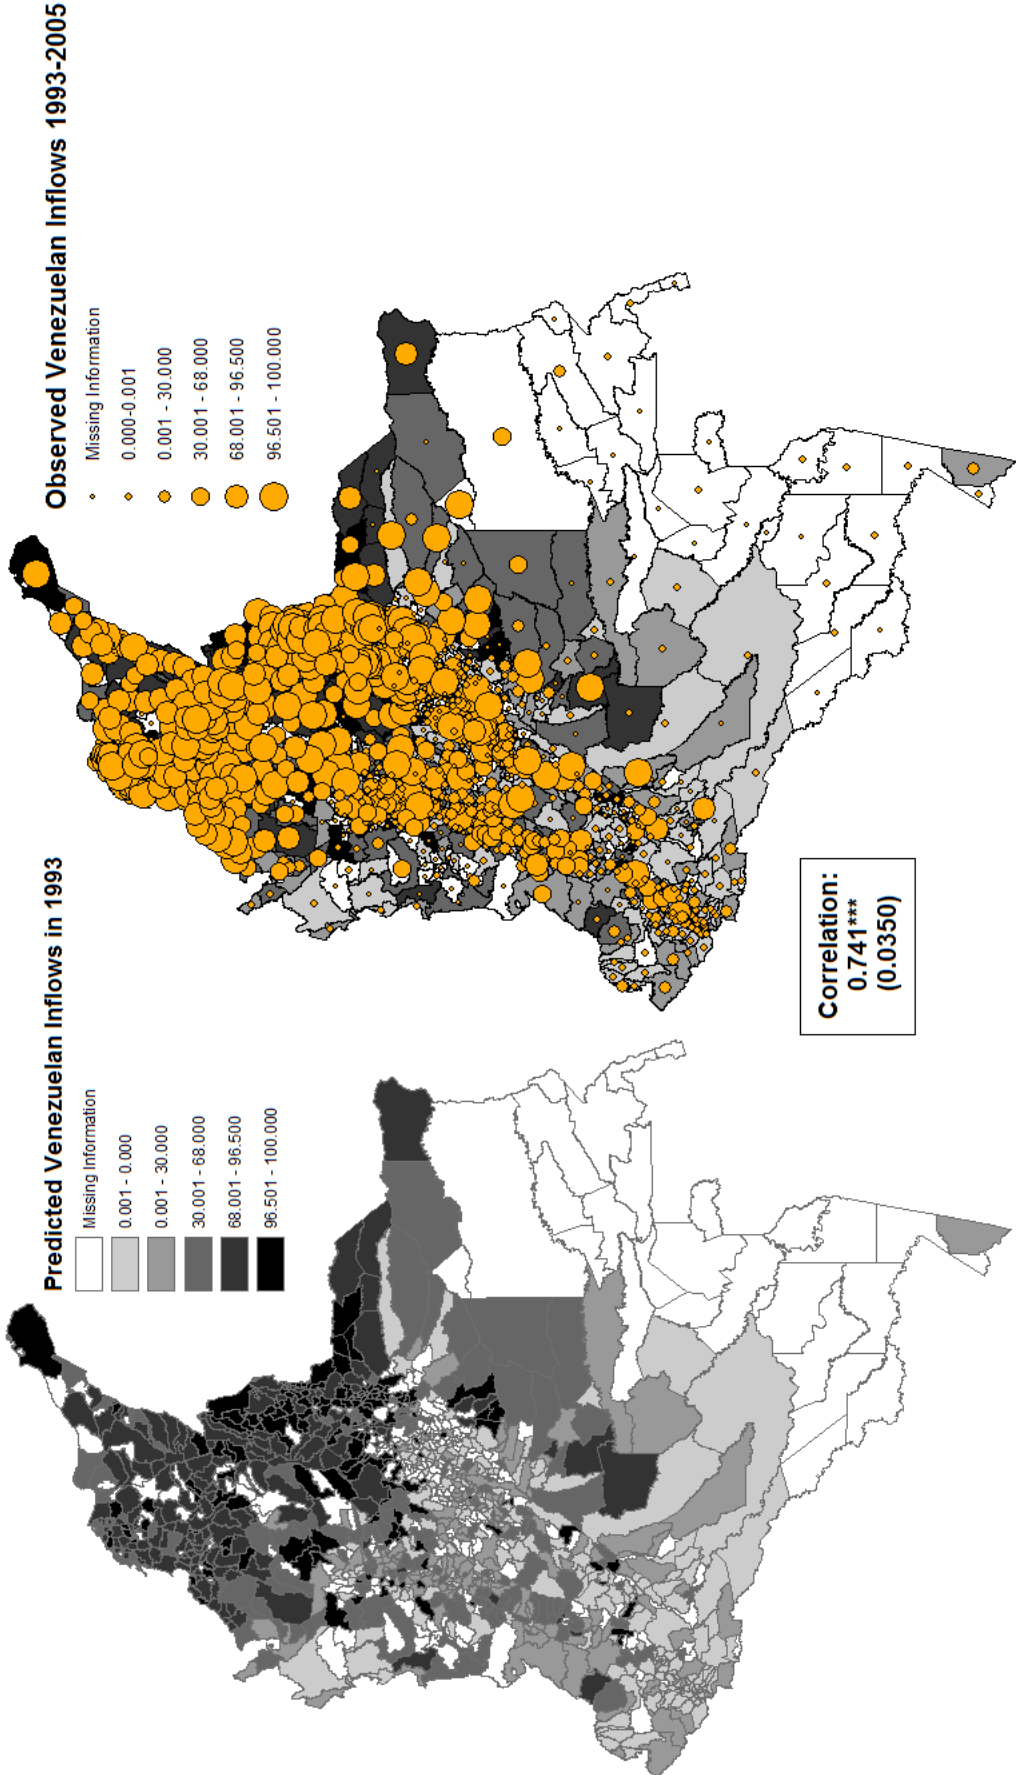 Predicted Venezuelan Inflows in 1993
Missing Information
0.001 - 0.000
0.001 - 30.000
30.001 - 68.000
68.001 - 96.500
96.501 - 100.000
Observed Venezuelan Inflows 1993-2005
Missing Information
0.000-0.001
0.001 - 30.000
30.001 - 68.000
68.001 - 96.500
96.501 - 100.000
Correlation:
0.741***
(0.0350)